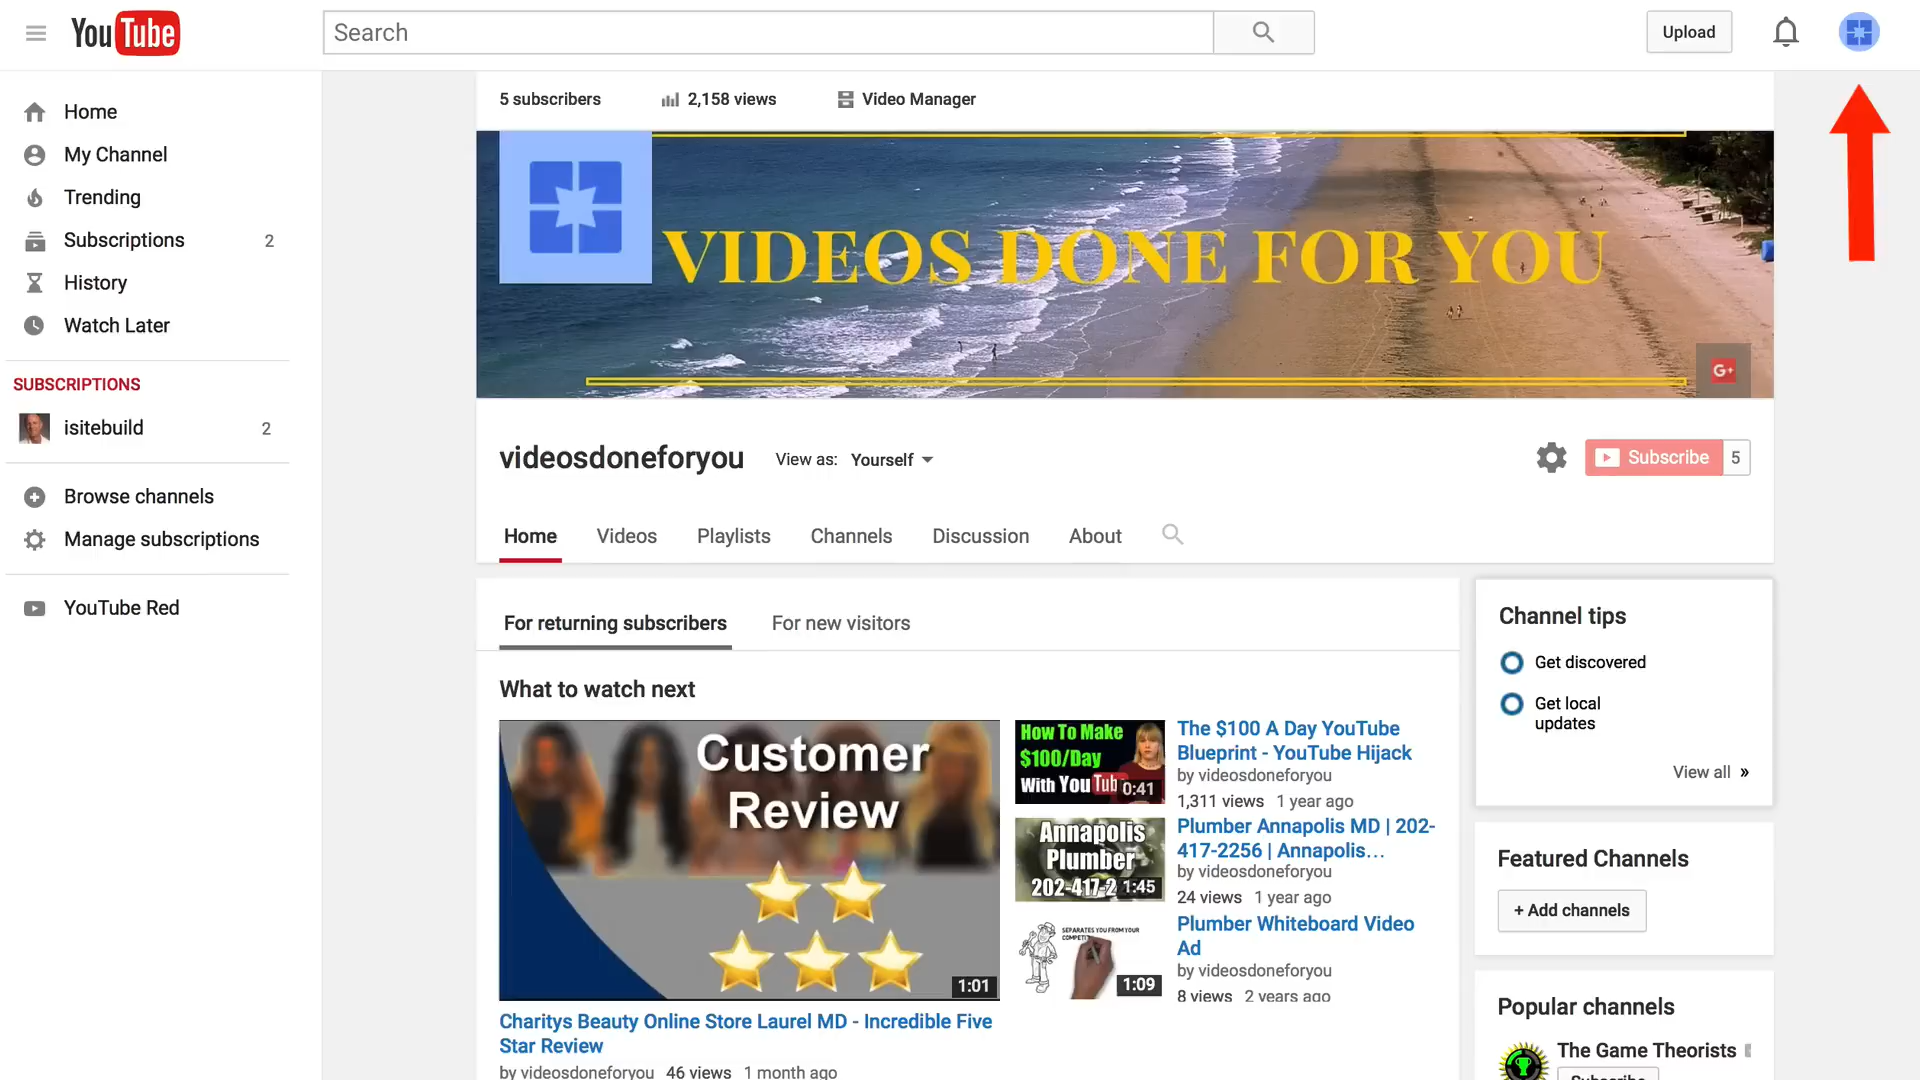 YouTube
Search
Upload
Home
My Channel
Trending
Subscriptions 2
History
Watch Later
SUBSCRIPTIONS
isitebuild 2
Browse channels
Manage subscriptions
YouTube Red
5 subscribers 2,158 views Video Manager
VIDEOS DONE FOR YOU
G+
videosdoneforyou View as: Yourself
Subscribe 5
Home Videos Playlists Channels Discussion About
For returning subscribers For new visitors
What to watch next
Customer
Review
1:01
Charitys Beauty Online Store Laurel MD - Incredible Five
Star Review
by videosdoneforyou 46 views 1 month ago
How To Make
$100/Day
With You Tub
0:41
The $100 A Day YouTube
Blueprint - YouTube Hijack
by videosdoneforyou
1,311 views 1 year ago
Annapolis
Plumber
202-417-2
1:45
Plumber Annapolis MD | 202-
417-2256 | Annapolis…
by videosdoneforyou
24 views 1 year ago
SEPARATES YOU FROM YOUR
1:09
Plumber Whiteboard Video
Ad
by videosdoneforyou
8 views 2 years ago
Channel tips
Get discovered
Get local
updates
View all »
Featured Channels
+ Add channels
Popular channels
The Game Theorists
Subscribe